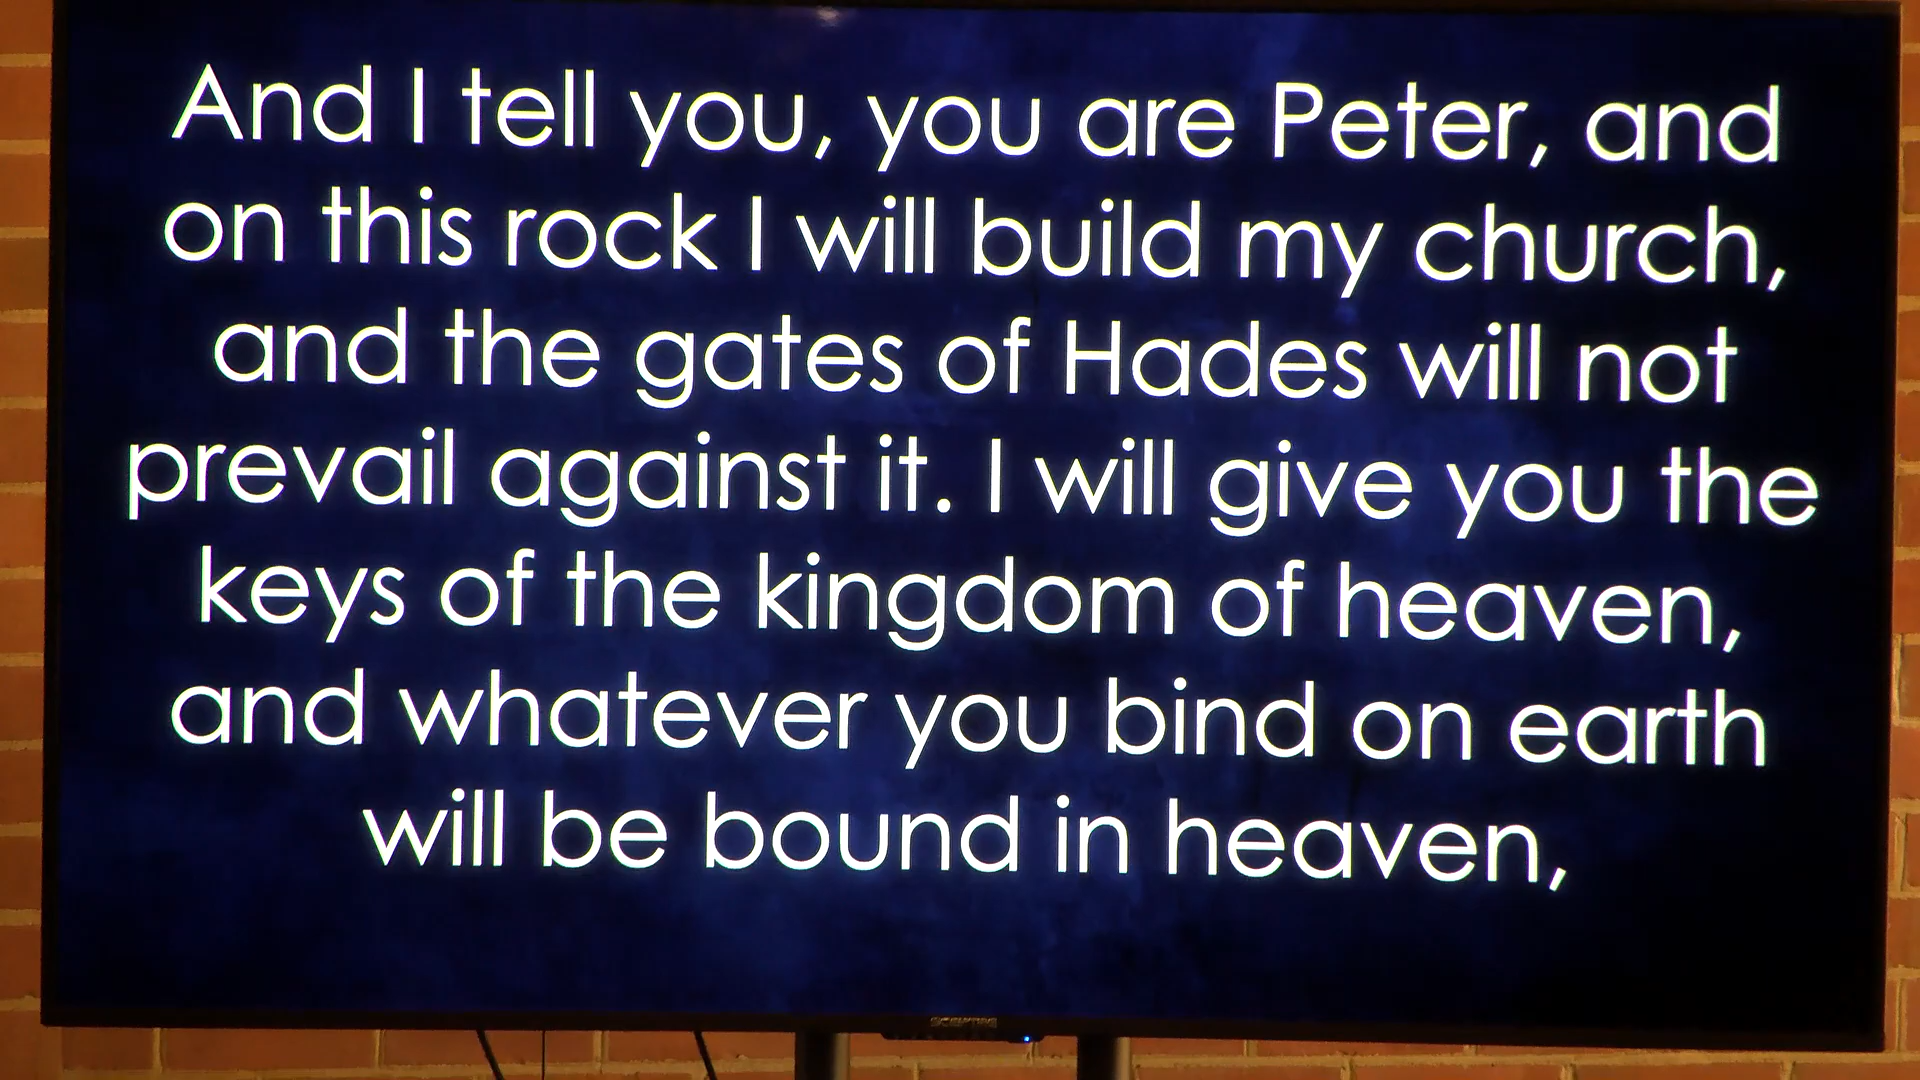 And I tell you, you are Peter, and
on this rock I will build my church,
and the gates of Hades will not
prevail against it. I will give you the
keys of the kingdom of heaven,
and whatever you bind on earth
will be bound in heaven,
SCEPTRE